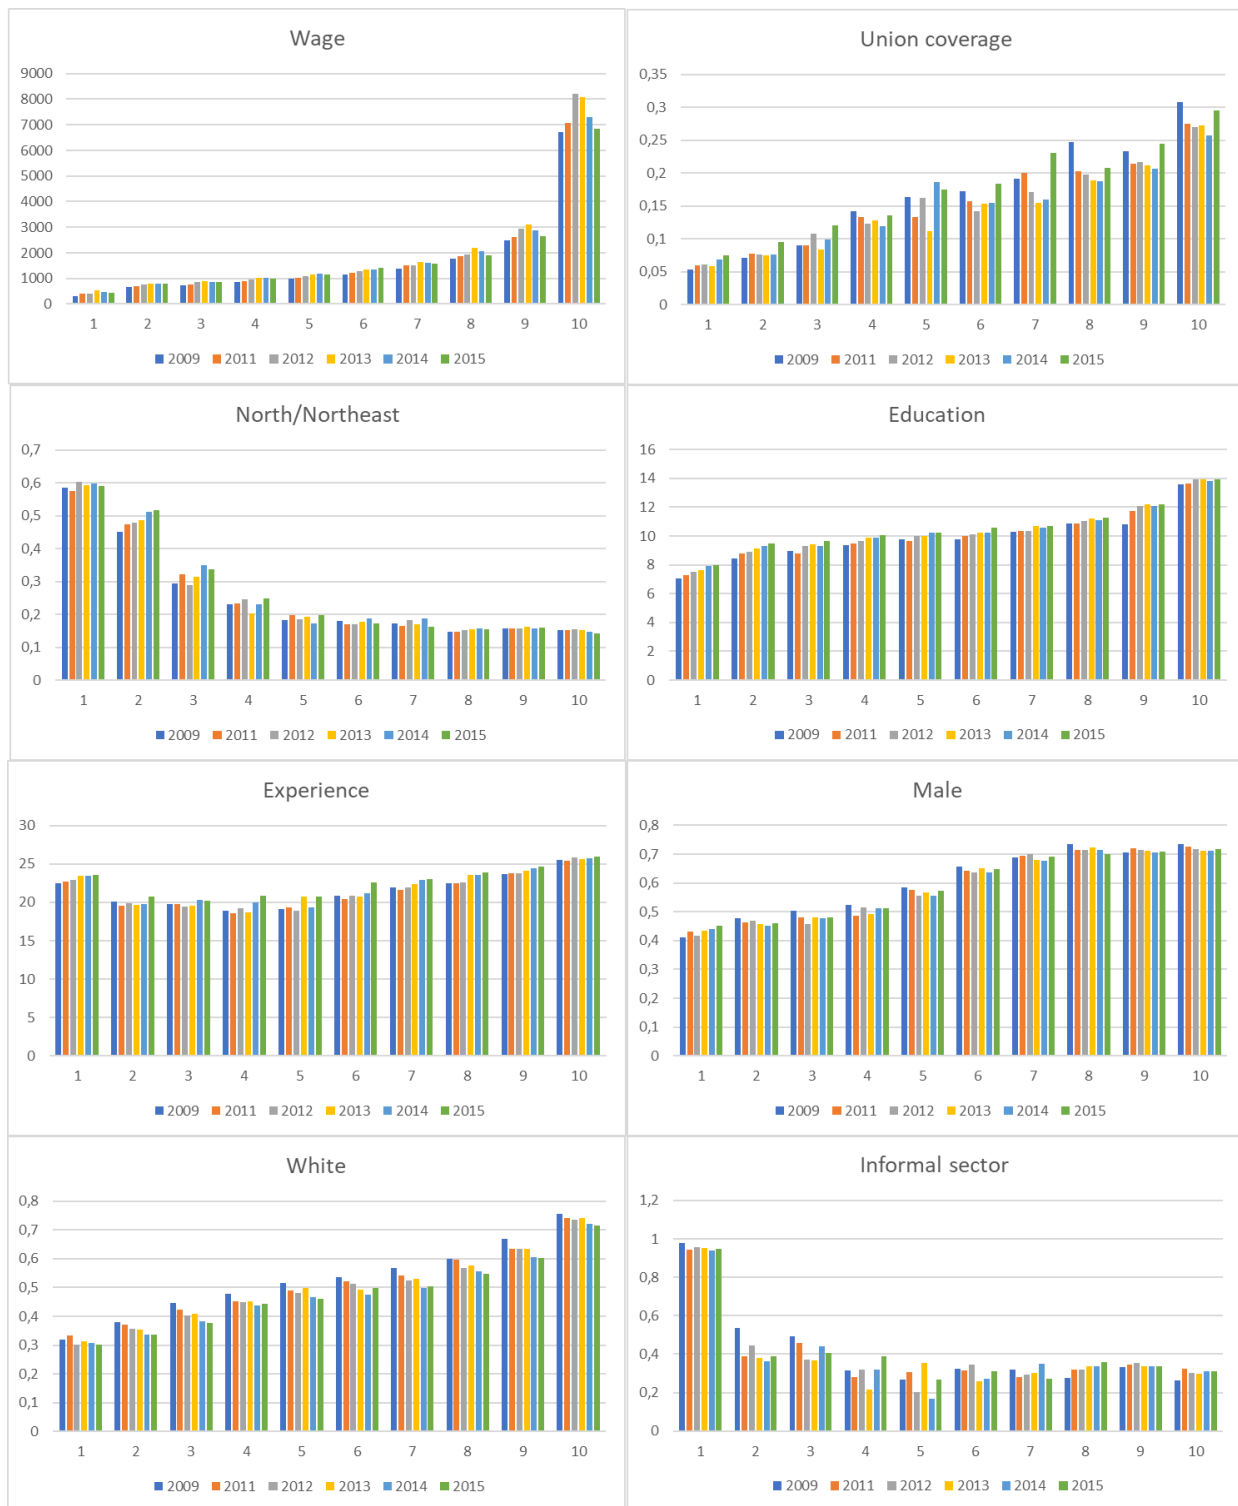 Wage
9000
8000
7000
6000
5000
4000
3000
2000
1000
0
1 2 3 4 5 6 7 8 9 10
2009 2011 2012 2013 2014 2015
Union coverage
0,35
0,3
0,25
0,2
0,15
0,1
0,05
0
1 2 3 4 5 6 7 8 9 10
2009 2011 2012 2013 2014 2015
North/Northeast
0,7
0,6
0,5
0,4
0,3
0,2
0,1
0
1 2 3 4 5 6 7 8 9 10
2009 2011 2012 2013 2014 2015
Education
16
14
12
10
8
6
4
2
0
1 2 3 4 5 6 7 8 9 10
2009 2011 2012 2013 2014 2015
Experience
30
25
20
15
10
5
0
1 2 3 4 5 6 7 8 9 10
2009 2011 2012 2013 2014 2015
Male
0,8
0,7
0,6
0,5
0,4
0,3
0,2
0,1
0
1 2 3 4 5 6 7 8 9 10
2009 2011 2012 2013 2014 2015
White
0,8
0,7
0,6
0,5
0,4
0,3
0,2
0,1
0
1 2 3 4 5 6 7 8 9 10
2009 2011 2012 2013 2014 2015
Informal sector
1,2
1
0,8
0,6
0,4
0,2
0
1 2 3 4 5 6 7 8 9 10
2009 2011 2012 2013 2014 2015